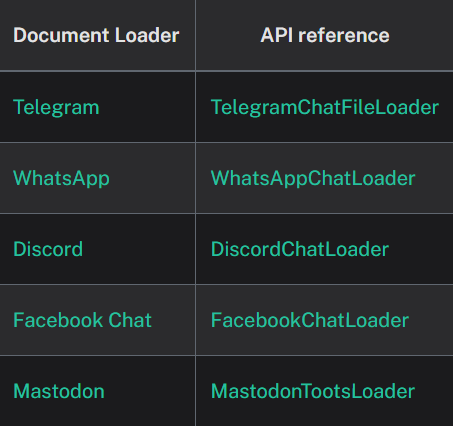 Document Loader API reference
Telegram TelegramChatFileLoader
WhatsApp WhatsAppChatLoader
Discord DiscordChatLoader
Facebook Chat FacebookChatLoader
Mastodon MastodonTootsLoader